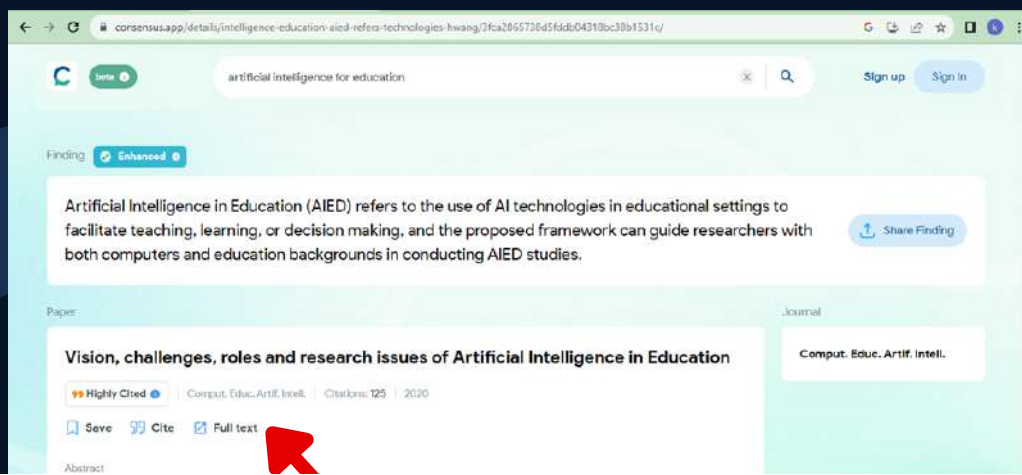 consensus.app/details/intelligence-education-aied-refers-technologies-hwang/3fca2865738d5fddb04318bc38b1531c/
beta
artificial intelligence for education
Sign up
Sign In
Finding
Enhanced
Artificial Intelligence in Education (AIED) refers to the use of AI technologies in educational settings to
facilitate teaching, learning, or decision making, and the proposed framework can guide researchers with
both computers and education backgrounds in conducting AIED studies.
Share Finding
Paper
Journal
Vision, challenges, roles and research issues of Artificial Intelligence in Education
Comput. Educ. Artif. Intell.
Highly Cited
Comput. Educ. Artif. Intell.
Citations: 125
2020
Save
Cite
Full text
Abstract